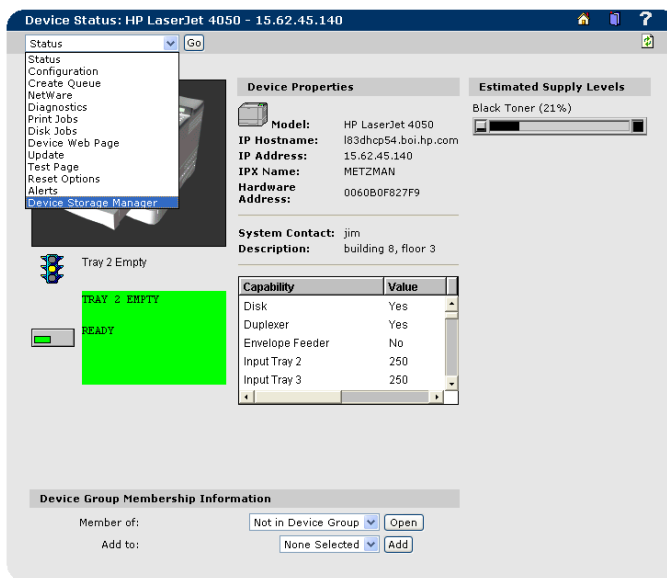 Device Status: HP LaserJet 4050 - 15.62.45.140
?
Status
Go
Status
Configuration
Create Queue
NetWare
Diagnostics
Print Jobs
Disk Jobs
Device Web Page
Update
Test Page
Reset Options
Alerts
Device Storage Manager
Tray 2 Empty
TRAY 2 EMPTY
READY
Device Properties
Model: HP LaserJet 4050
IP Hostname: l83dhcp54.boi.hp.com
IP Address: 15.62.45.140
IPX Name: METZMAN
Hardware Address: 0060B0F827F9
System Contact: jim
Description: building 8, floor 3
Capability Value
Disk Yes
Duplexer Yes
Envelope Feeder No
Input Tray 2 250
Input Tray 3 250
Estimated Supply Levels
Black Toner (21%)
Device Group Membership Information
Member of: Not in Device Group Open
Add to: None Selected Add